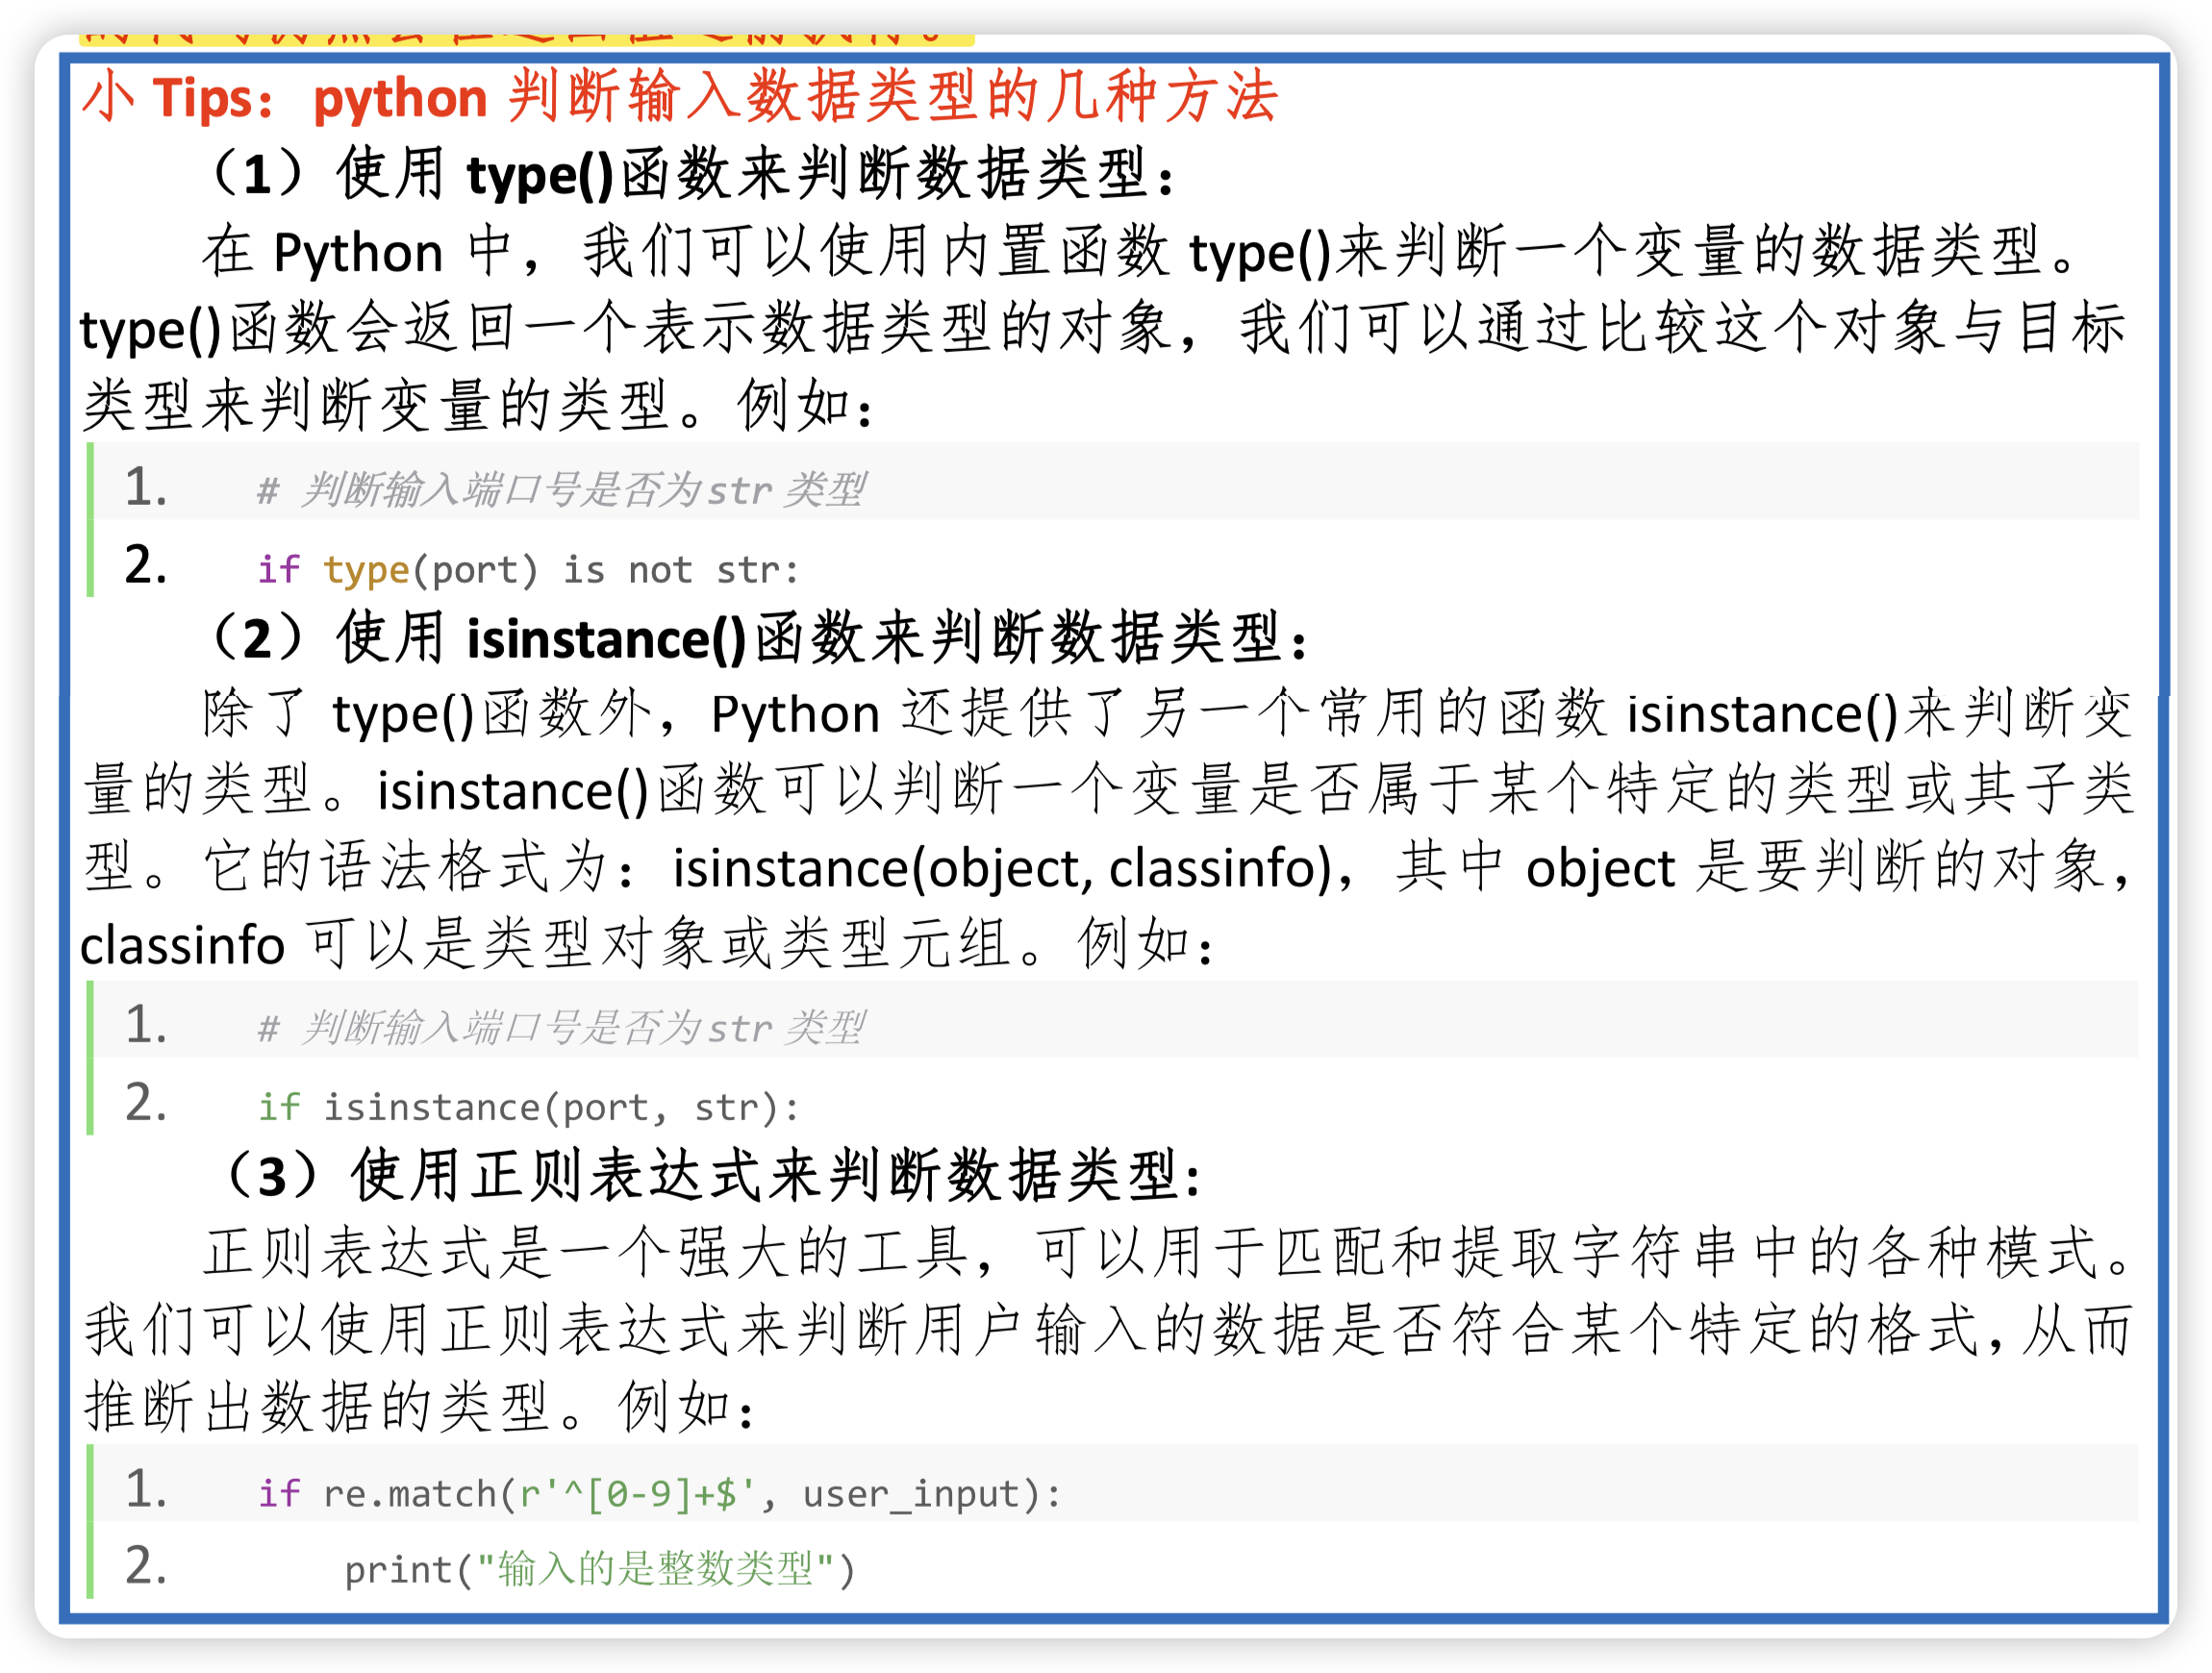 小 Tips：python 判断输入数据类型的几种方法
（1）使用 type()函数来判断数据类型：
在 Python 中，我们可以使用内置函数 type()来判断一个变量的数据类型。
type()函数会返回一个表示数据类型的对象，我们可以通过比较这个对象与目标
类型来判断变量的类型。例如：
1. # 判断输入端口号是否为 str 类型
2. if type(port) is not str:
（2）使用 isinstance()函数来判断数据类型：
除了 type()函数外，Python 还提供了另一个常用的函数 isinstance()来判断变
量的类型。isinstance()函数可以判断一个变量是否属于某个特定的类型或其子类
型。它的语法格式为：isinstance(object, classinfo)，其中 object 是要判断的对象，
classinfo 可以是类型对象或类型元组。例如：
1. # 判断输入端口号是否为 str 类型
2. if isinstance(port, str):
（3）使用正则表达式来判断数据类型:
正则表达式是一个强大的工具，可以用于匹配和提取字符串中的各种模式。
我们可以使用正则表达式来判断用户输入的数据是否符合某个特定的格式，从而
推断出数据的类型。例如：
1. if re.match(r'^[0-9]+$', user_input):
2. print("输入的是整数类型")